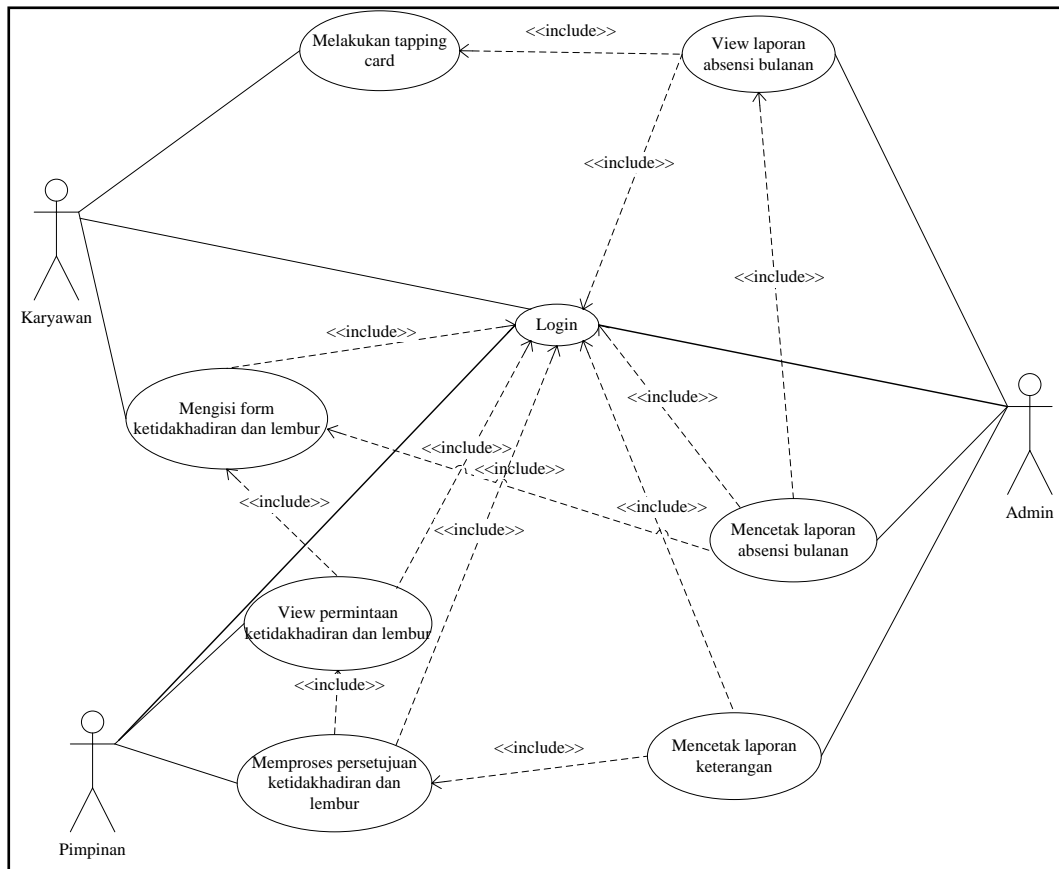 Melakukan tapping
card
<<include>>
View laporan
absensi bulanan
<<include>>
Karyawan
<<include>>
<<include>>
Login
Mengisi form
ketidakhadiran dan lembur
<<include>>
<<include>>
<<include>>
<<include>>
<<include>>
<<include>>
Mencetak laporan
absensi bulanan
Admin
View permintaan
ketidakhadiran dan lembur
<<include>>
Memproses persetujuan
ketidakhadiran dan
lembur
<<include>>
Mencetak laporan
keterangan
Pimpinan